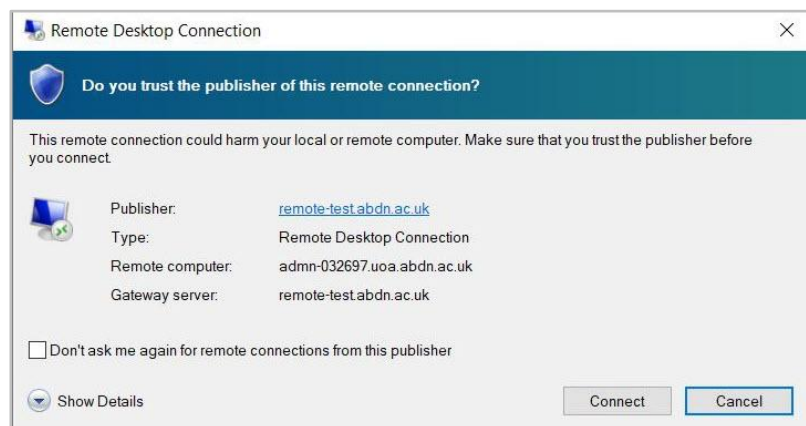 Remote Desktop Connection
Do you trust the publisher of this remote connection?
This remote connection could harm your local or remote computer. Make sure that you trust the publisher before
you connect.
Publisher: remote-test.abdn.ac.uk
Type: Remote Desktop Connection
Remote computer: admn-032697.uoa.abdn.ac.uk
Gateway server: remote-test.abdn.ac.uk
Don't ask me again for remote connections from this publisher
Show Details Connect Cancel